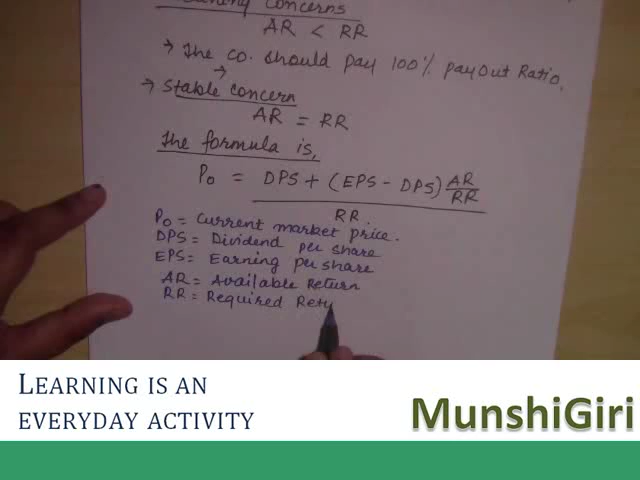 Concerns
AR < RR
→ The co. should pay 100% payout Ratio.
→ Stable concern →
AR = RR
The formula is,
P₀ = DPS + (EPS - DPS) AR/RR
RR.
P₀ = Current market price.
DPS = Dividend per share
EPS = Earning per share
AR = Available Return
RR = Required Retu
LEARNING IS AN
EVERYDAY ACTIVITY
MunshiGiri